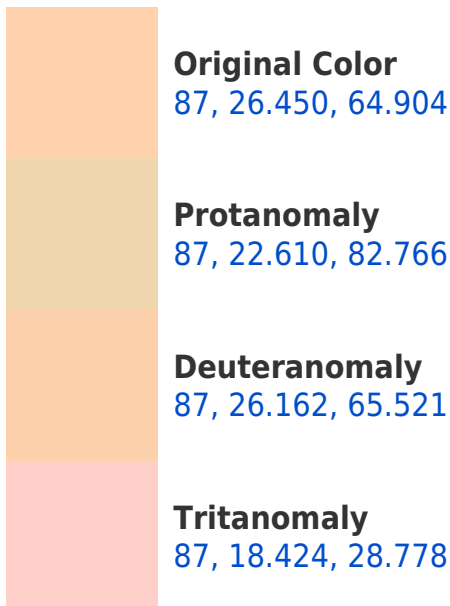 Original Color
87, 26.450, 64.904
Protanomaly
87, 22.610, 82.766
Deuteranomaly
87, 26.162, 65.521
Tritanomaly
87, 18.424, 28.778